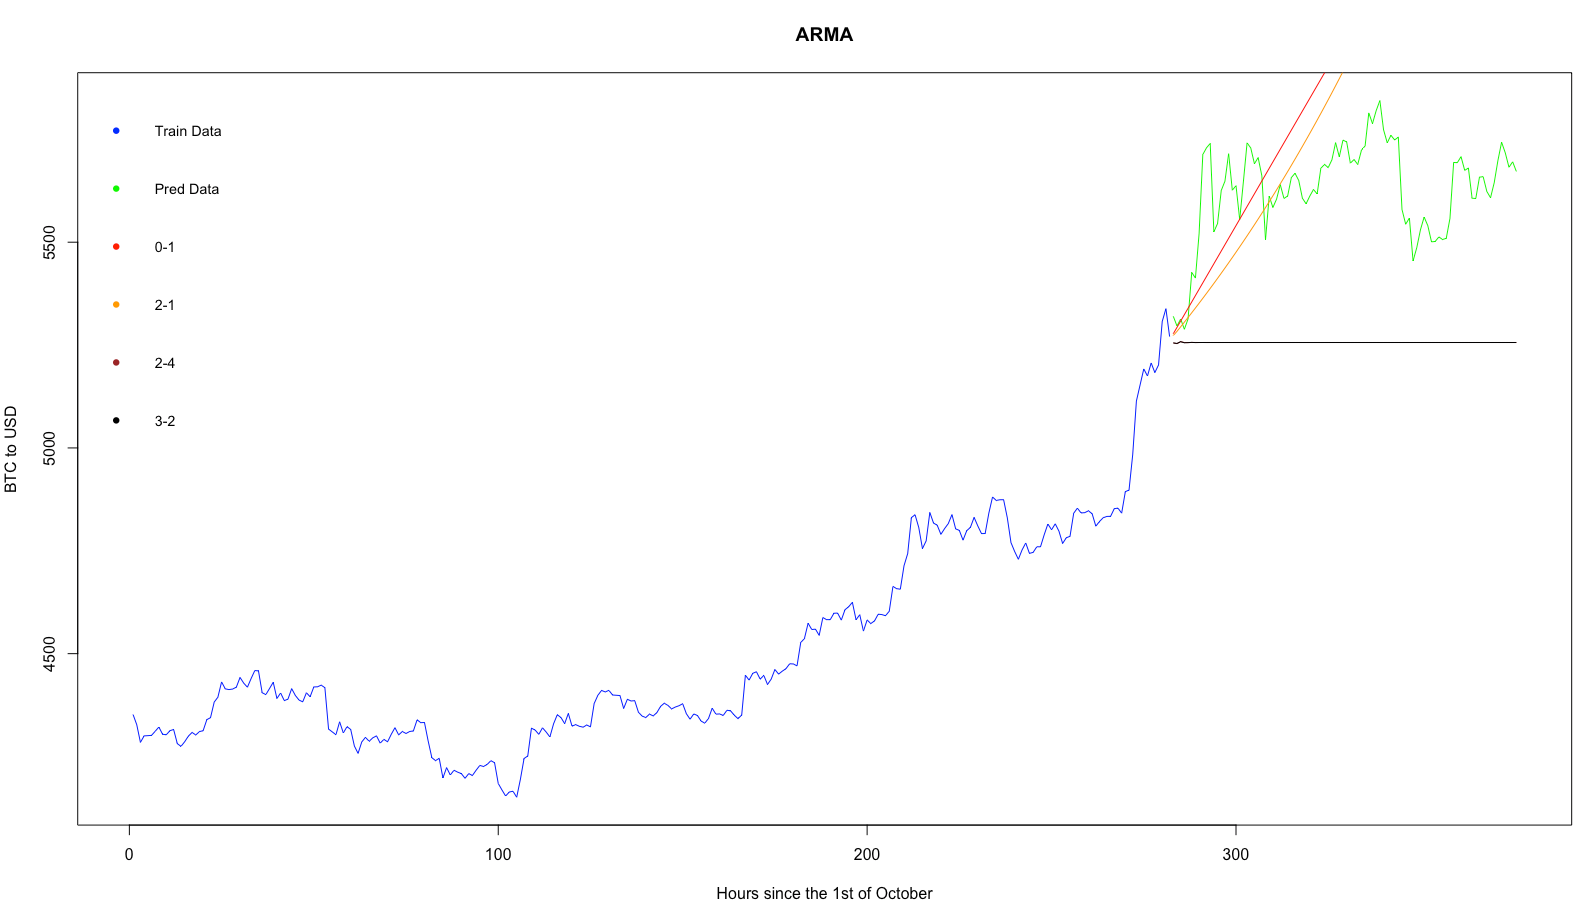 ARMA
Train Data
Pred Data
0-1
2-1
2-4
3-2
BTC to USD
5500
5000
4500
0
100
200
300
Hours since the 1st of October